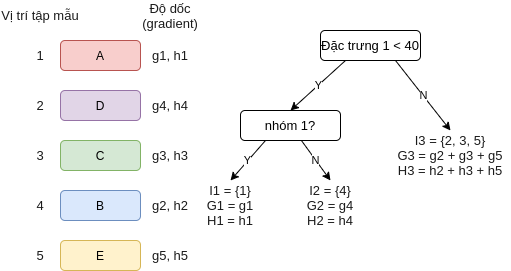 Vị trí tập mẫu
Độ dốc
(gradient)
1 A g1, h1
2 D g4, h4
3 C g3, h3
4 B g2, h2
5 E g5, h5
Đặc trưng 1 < 40
Y
N
nhóm 1?
Y
N
I1 = {1}
G1 = g1
H1 = h1
I2 = {4}
G2 = g4
H2 = h4
I3 = {2, 3, 5}
G3 = g2 + g3 + g5
H3 = h2 + h3 + h5